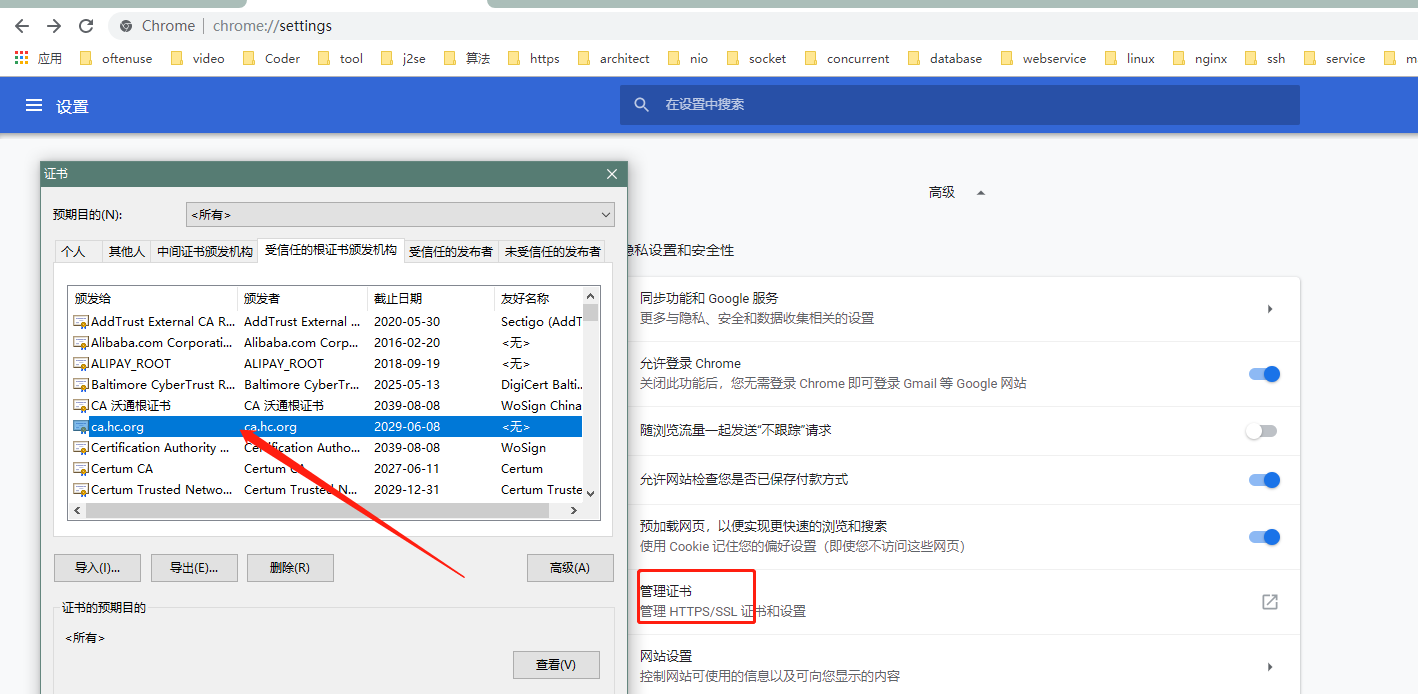 Chrome | chrome://settings
应用 oftenuse video Coder tool j2se 算法 https architect nio socket concurrent database webservice linux nginx ssh service m
设置
在设置中搜索
证书
预期目的(N):
<所有>
个人 其他人 中间证书颁发机构 受信任的根证书颁发机构 受信任的发布者 未受信任的发布者
颁发给 颁发者 截止日期 友好名称
AddTrust External CA R... AddTrust External ... 2020-05-30 Sectigo (AddT
Alibaba.com Corporati... Alibaba.com Corp... 2016-02-20 <无>
ALIPAY_ROOT ALIPAY_ROOT 2018-09-19 <无>
Baltimore CyberTrust R... Baltimore CyberTr... 2025-05-13 DigiCert Balti..
CA 沃通根证书 CA 沃通根证书 2039-08-08 WoSign China
ca.hc.org ca.hc.org 2029-06-08 <无>
Certification Authority ... Certification Autho... 2039-08-08 WoSign
Certum CA Certum CA 2027-06-11 Certum
Certum Trusted Netwo... Certum Trusted N... 2029-12-31 Certum Truste
导入(I)... 导出(E)... 删除(R) 高级(A)
证书的预期目的
<所有>
查看(V)
高级
隐私设置和安全性
同步功能和 Google 服务
更多与隐私、安全和数据收集相关的设置
允许登录 Chrome
关闭此功能后，您无需登录 Chrome 即可登录 Gmail 等 Google 网站
随浏览流量一起发送“不跟踪”请求
允许网站检查您是否已保存付款方式
预加载网页，以便实现更快速的浏览和搜索
使用 Cookie 记住您的偏好设置（即使您不访问这些网页）
管理证书
管理 HTTPS/SSL 证书和设置
网站设置
控制网站可使用的信息以及可向您显示的内容